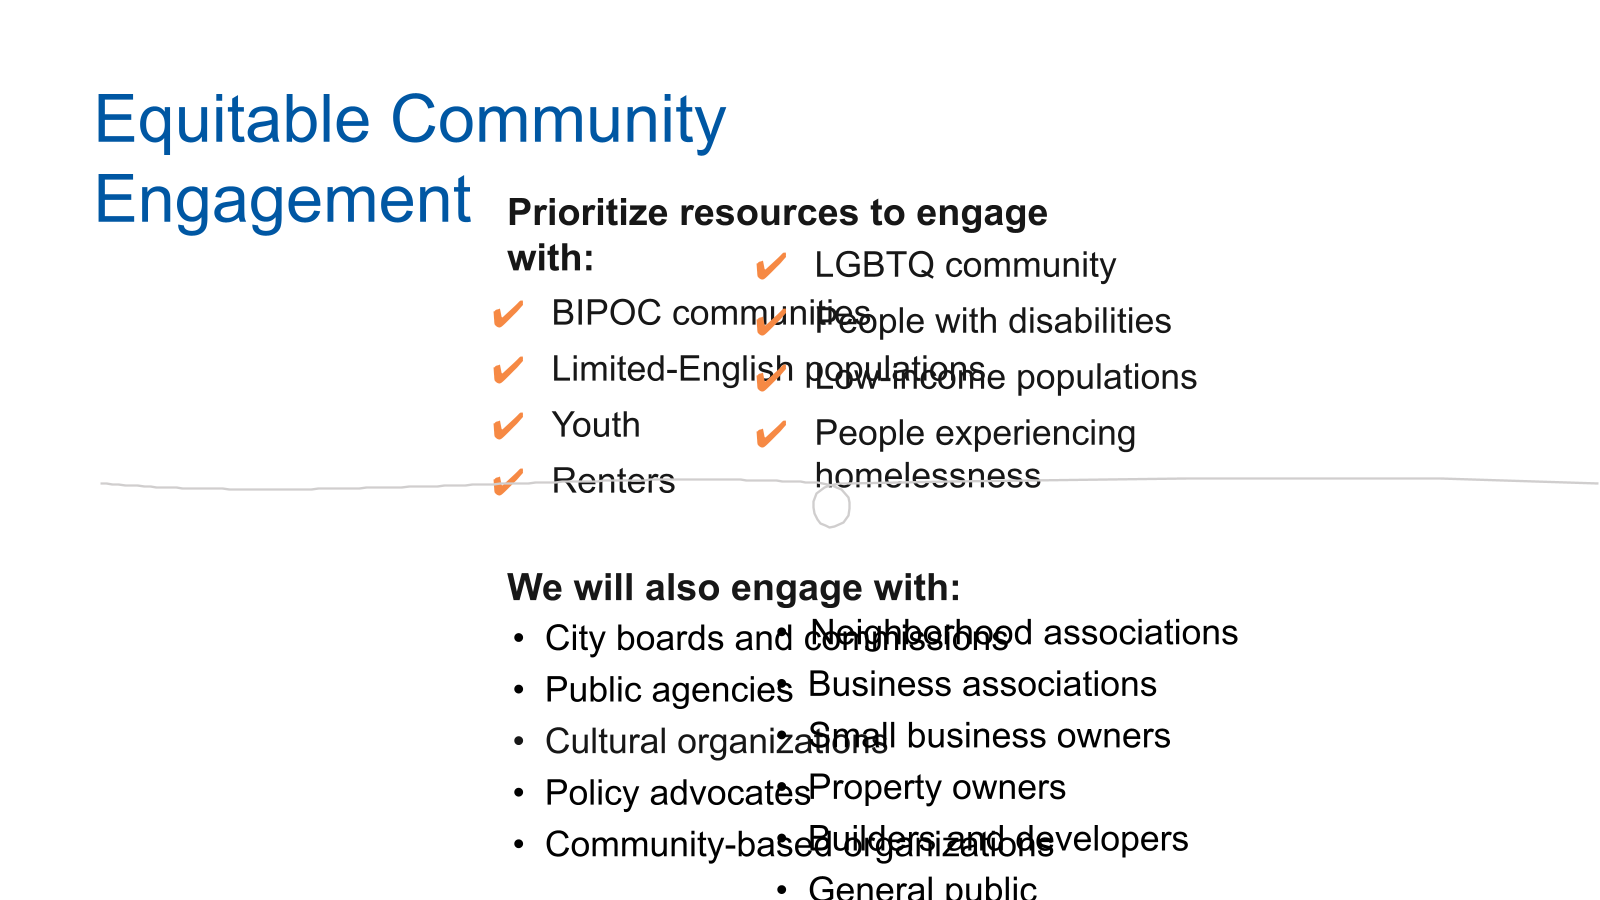 Equitable Community
Engagement
Prioritize resources to engage
with:
✔ BIPOC communities
✔ Limited-English populations
✔ Youth
✔ Renters
✔ LGBTQ community
✔ People with disabilities
✔ Low-income populations
✔ People experiencing
homelessness
We will also engage with:
• City boards and commissions
• Public agencies
• Cultural organizations
• Policy advocates
• Community-based organizations
• Neighborhood associations
• Business associations
• Small business owners
• Property owners
• Builders and developers
• General public